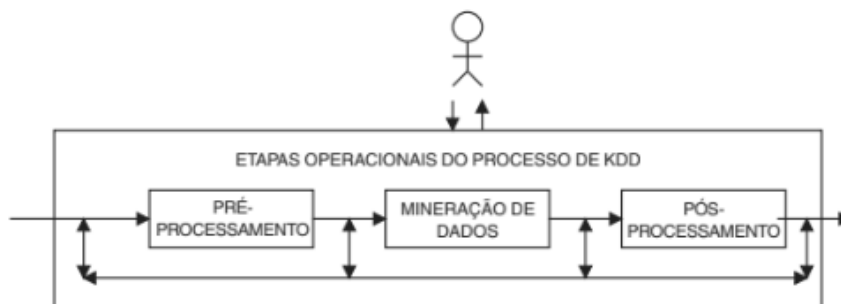 ETAPAS OPERACIONAIS DO PROCESSO DE KDD
PRÉ-
PROCESSAMENTO
MINERAÇÃO DE
DADOS
PÓS-
PROCESSAMENTO